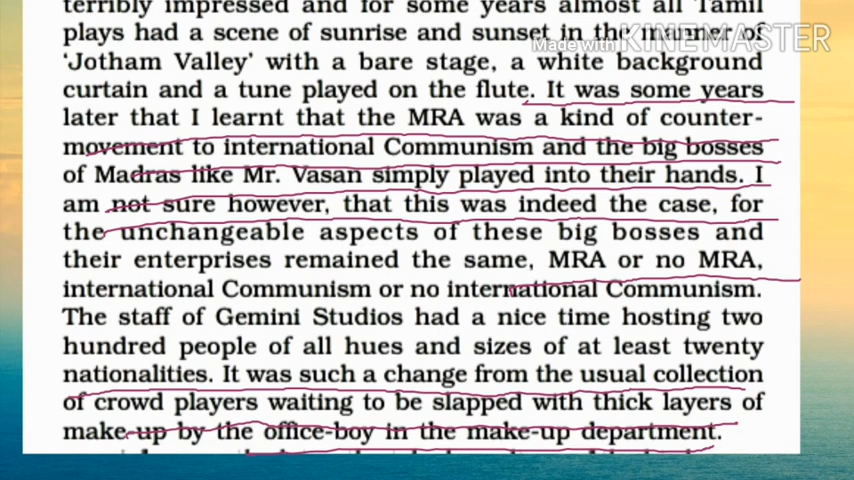 terribly impressed and for some years almost all Tamil
plays had a scene of sunrise and sunset in the manner of
Made with KINEMASTER
‘Jotham Valley’ with a bare stage, a white background
curtain and a tune played on the flute. It was some years
later that I learnt that the MRA was a kind of counter-
movement to international Communism and the big bosses
of Madras like Mr. Vasan simply played into their hands. I
am not sure however, that this was indeed the case, for
the unchangeable aspects of these big bosses and
their enterprises remained the same, MRA or no MRA,
international Communism or no international Communism.
The staff of Gemini Studios had a nice time hosting two
hundred people of all hues and sizes of at least twenty
nationalities. It was such a change from the usual collection
of crowd players waiting to be slapped with thick layers of
make-up by the office-boy in the make-up department.